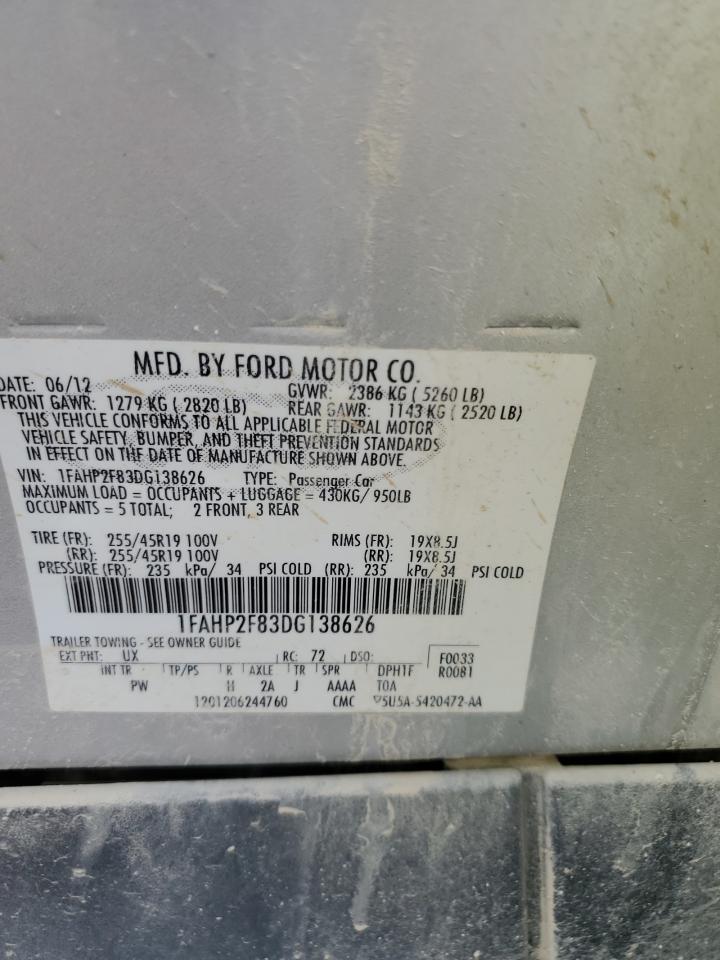 MFD. BY FORD MOTOR CO.
DATE: 06/12 GVWR: 2386 KG ( 5260 LB)
FRONT GAWR: 1279 KG ( 2820 LB) REAR GAWR: 1143 KG ( 2520 LB)
THIS VEHICLE CONFORMS TO ALL APPLICABLE FEDERAL MOTOR
VEHICLE SAFETY, BUMPER, AND THEFT PREVENTION STANDARDS
IN EFFECT ON THE DATE OF MANUFACTURE SHOWN ABOVE.
VIN: 1FAHP2F83DG138626 TYPE: Passenger Car
MAXIMUM LOAD = OCCUPANTS + LUGGAGE = 430KG/ 950LB
OCCUPANTS = 5 TOTAL; 2 FRONT, 3 REAR
TIRE (FR): 255/45R19 100V RIMS (FR): 19X8.5J
(RR): 255/45R19 100V (RR): 19X8.5J
PRESSURE (FR): 235 kPa/ 34 PSI COLD (RR): 235 kPa/ 34 PSI COLD
1FAHP2F83DG138626
TRAILER TOWING - SEE OWNER GUIDE
EXT PNT: UX RC: 72 DSO: F0033
INT TR TP/PS R AXLE TR SPR DPH1F R0081
PW H 2A J AAAA T0A
1201206244760 CMC ▽5U5A-5420472-AA